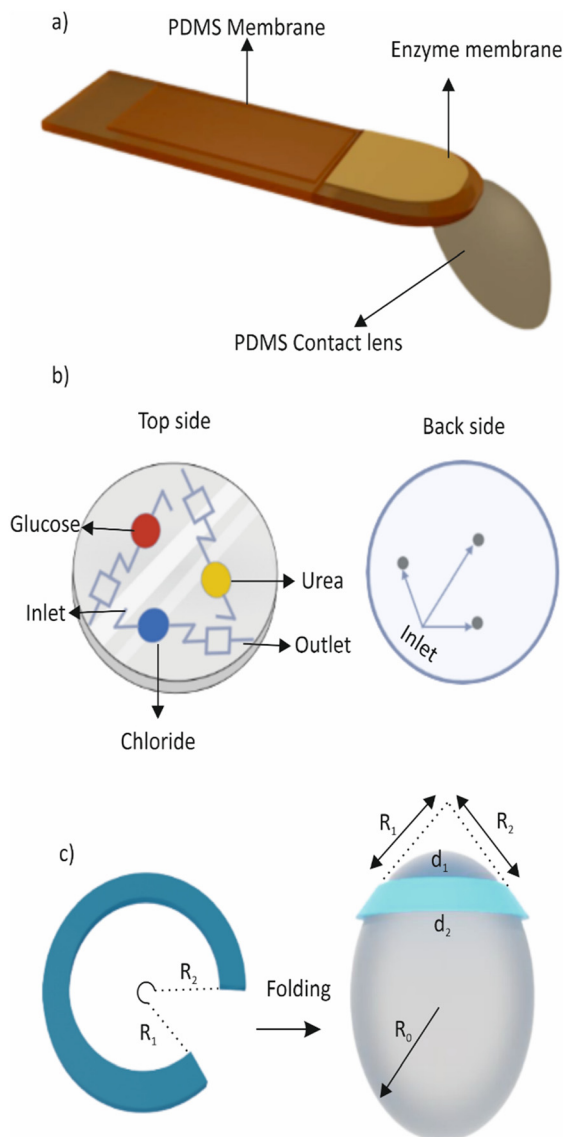 a)
PDMS Membrane
Enzyme membrane
PDMS Contact lens
b)
Top side
Back side
Glucose
Urea
Inlet
Inlet
Outlet
Chloride
c)
R1
R2
d1
d2
R2
R1
Folding
R0